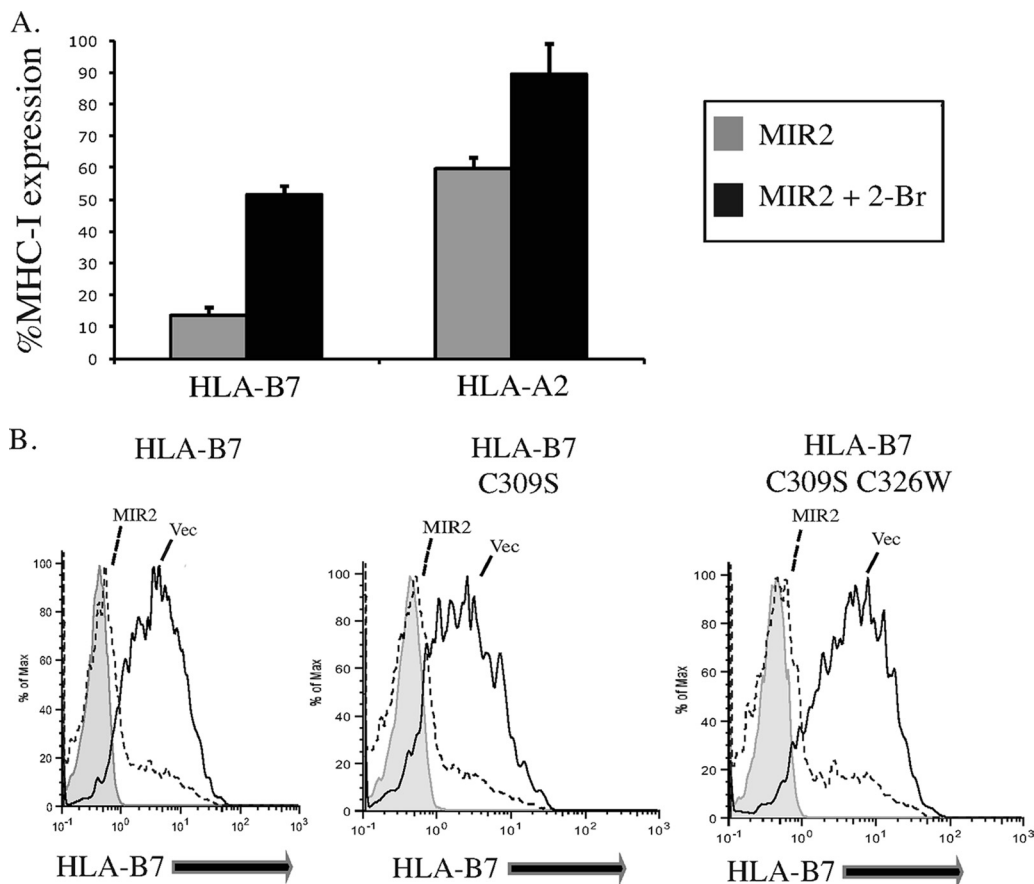 A.
%MHC-I expression
100
90
80
70
60
50
40
30
20
10
0
HLA-B7
HLA-A2
MIR2
MIR2 + 2-Br
B.
HLA-B7
MIR2
Vec
% of Max
100
80
60
40
20
0
10-1 100 101 102 103
HLA-B7
HLA-B7
C309S
MIR2
Vec
% of Max
100
80
60
40
20
0
10-1 100 101 102 103
HLA-B7
HLA-B7
C309S C326W
MIR2
Vec
% of Max
100
80
60
40
20
0
10-1 100 101 102 103
HLA-B7